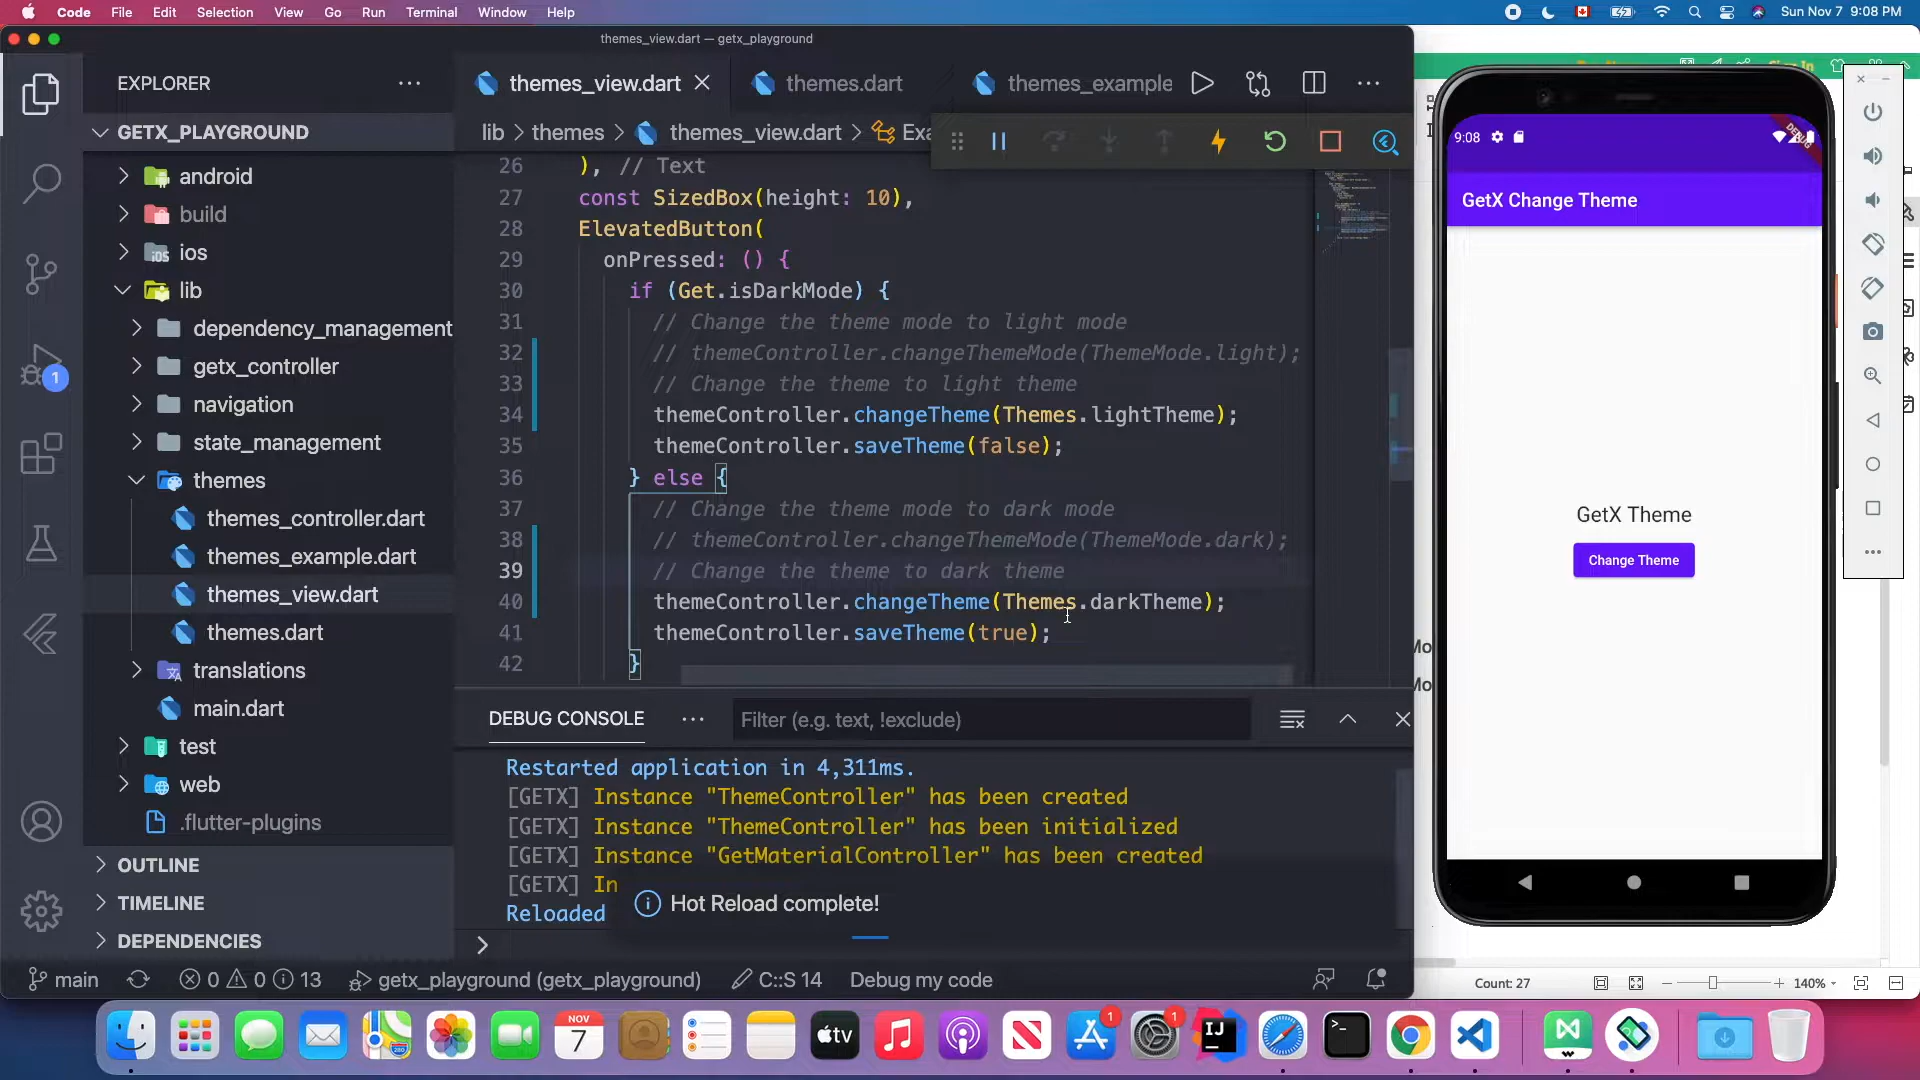 Code File Edit Selection View Go Run Terminal Window Help
Sun Nov 7 9:08 PM
themes_view.dart — getx_playground
EXPLORER
themes_view.dart
themes.dart
themes_example
GETX_PLAYGROUND
lib > themes > themes_view.dart > Exa
android
build
ios
lib
dependency_management
getx_controller
navigation
state_management
themes
themes_controller.dart
themes_example.dart
themes_view.dart
themes.dart
translations
main.dart
test
web
.flutter-plugins
OUTLINE
TIMELINE
DEPENDENCIES
26 ), // Text
27 const SizedBox(height: 10),
28 ElevatedButton(
29 onPressed: () {
30 if (Get.isDarkMode) {
31 // Change the theme mode to light mode
32 // themeController.changeThemeMode(ThemeMode.light);
33 // Change the theme to light theme
34 themeController.changeTheme(Themes.lightTheme);
35 themeController.saveTheme(false);
36 } else {
37 // Change the theme mode to dark mode
38 // themeController.changeThemeMode(ThemeMode.dark);
39 // Change the theme to dark theme
40 themeController.changeTheme(Themes.darkTheme);
41 themeController.saveTheme(true);
42 }
1
DEBUG CONSOLE
Filter (e.g. text, !exclude)
Restarted application in 4,311ms.
[GETX] Instance "ThemeController" has been created
[GETX] Instance "ThemeController" has been initialized
[GETX] Instance "GetMaterialController" has been created
[GETX] In
Reloaded
Hot Reload complete!
main
0 0 13
getx_playground (getx_playground)
C::S 14
Debug my code
9:08
DEBUG
GetX Change Theme
GetX Theme
Change Theme
Mo
Mo
Count: 27
140%
NOV
7
tv
1
1
IJ